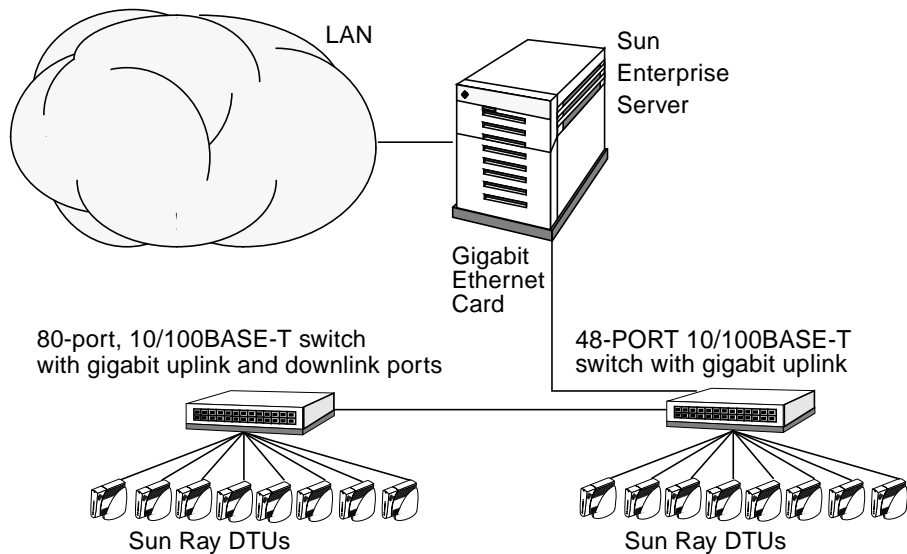 LAN
Sun
Enterprise
Server
Gigabit
Ethernet
Card
80-port, 10/100BASE-T switch
with gigabit uplink and downlink ports
48-PORT 10/100BASE-T
switch with gigabit uplink
Sun Ray DTUs
Sun Ray DTUs